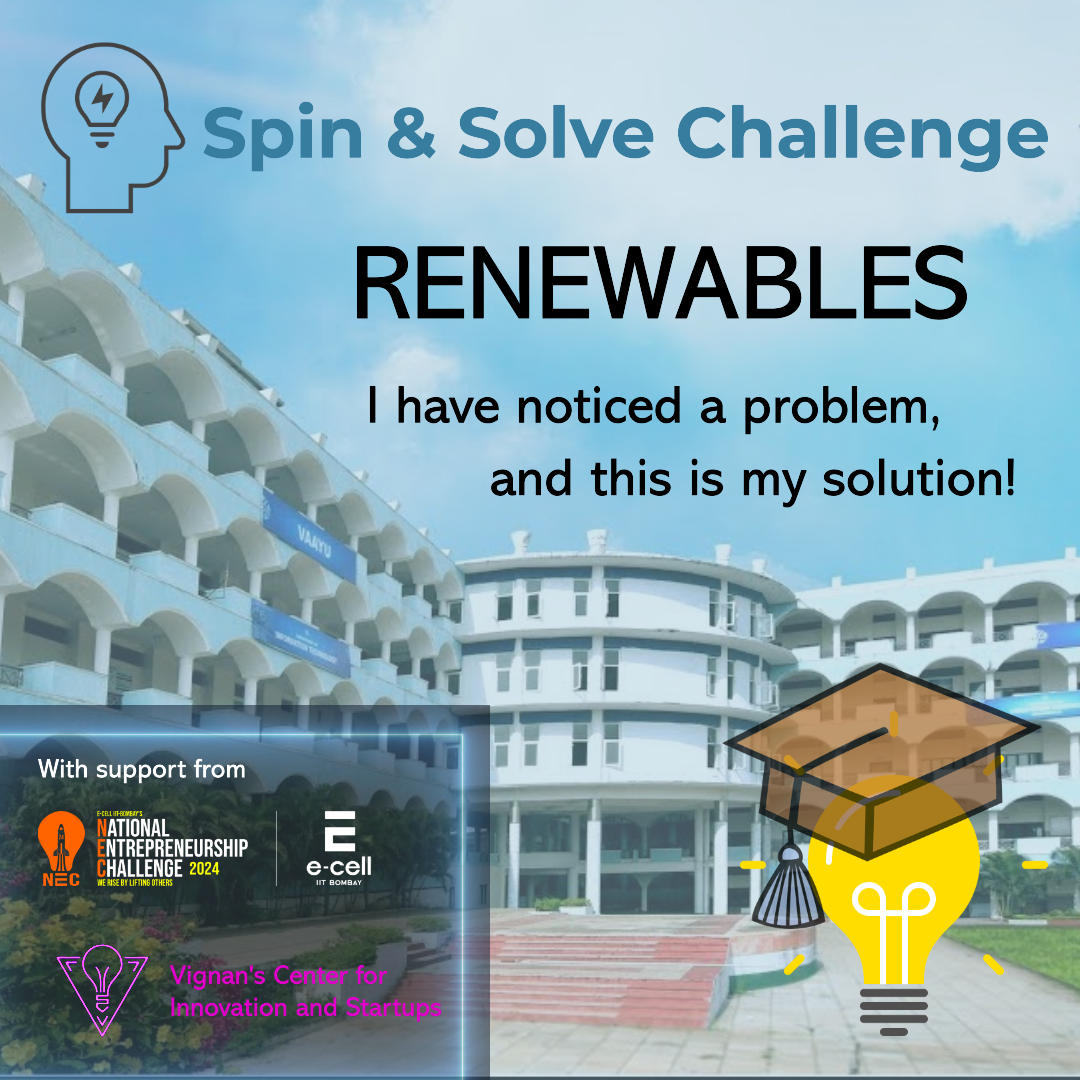 Spin & Solve Challenge
RENEWABLES
I have noticed a problem,
and this is my solution!
VAAYU
INFORMATION TECHNOLOGY
With support from
E-CELL IIT-BOMBAY'S
NATIONAL
ENTREPRENEURSHIP
CHALLENGE 2024
WE RISE BY LIFTING OTHERS
NEC
e-cell
IIT BOMBAY
Vignan's Center for
Innovation and Startups